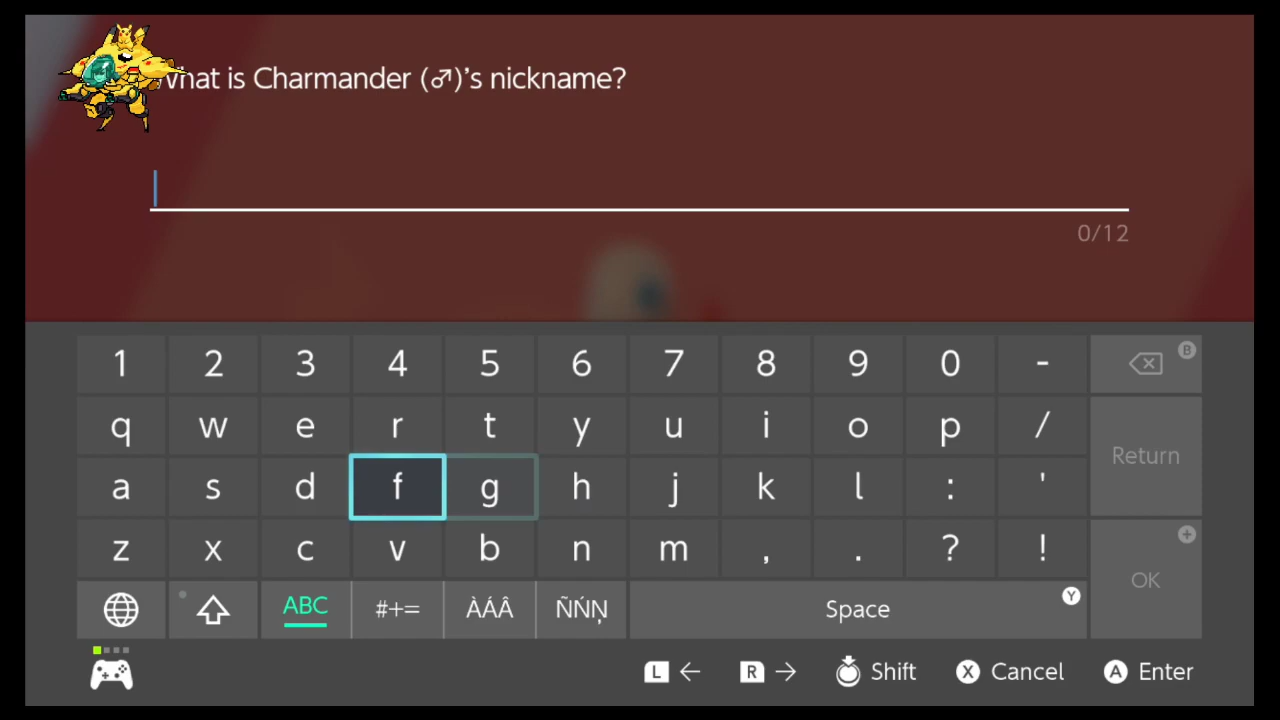 What is Charmander (♂)'s nickname?
0/12
1 2 3 4 5 6 7 8 9 0 - B
q w e r t y u i o p /
Return
a s d f g h j k l : '
z x c v b n m , . ? ! +
OK
ABC #+= ÀÁÂ ÑŃŅ Space Y
L ← R → Shift X Cancel A Enter